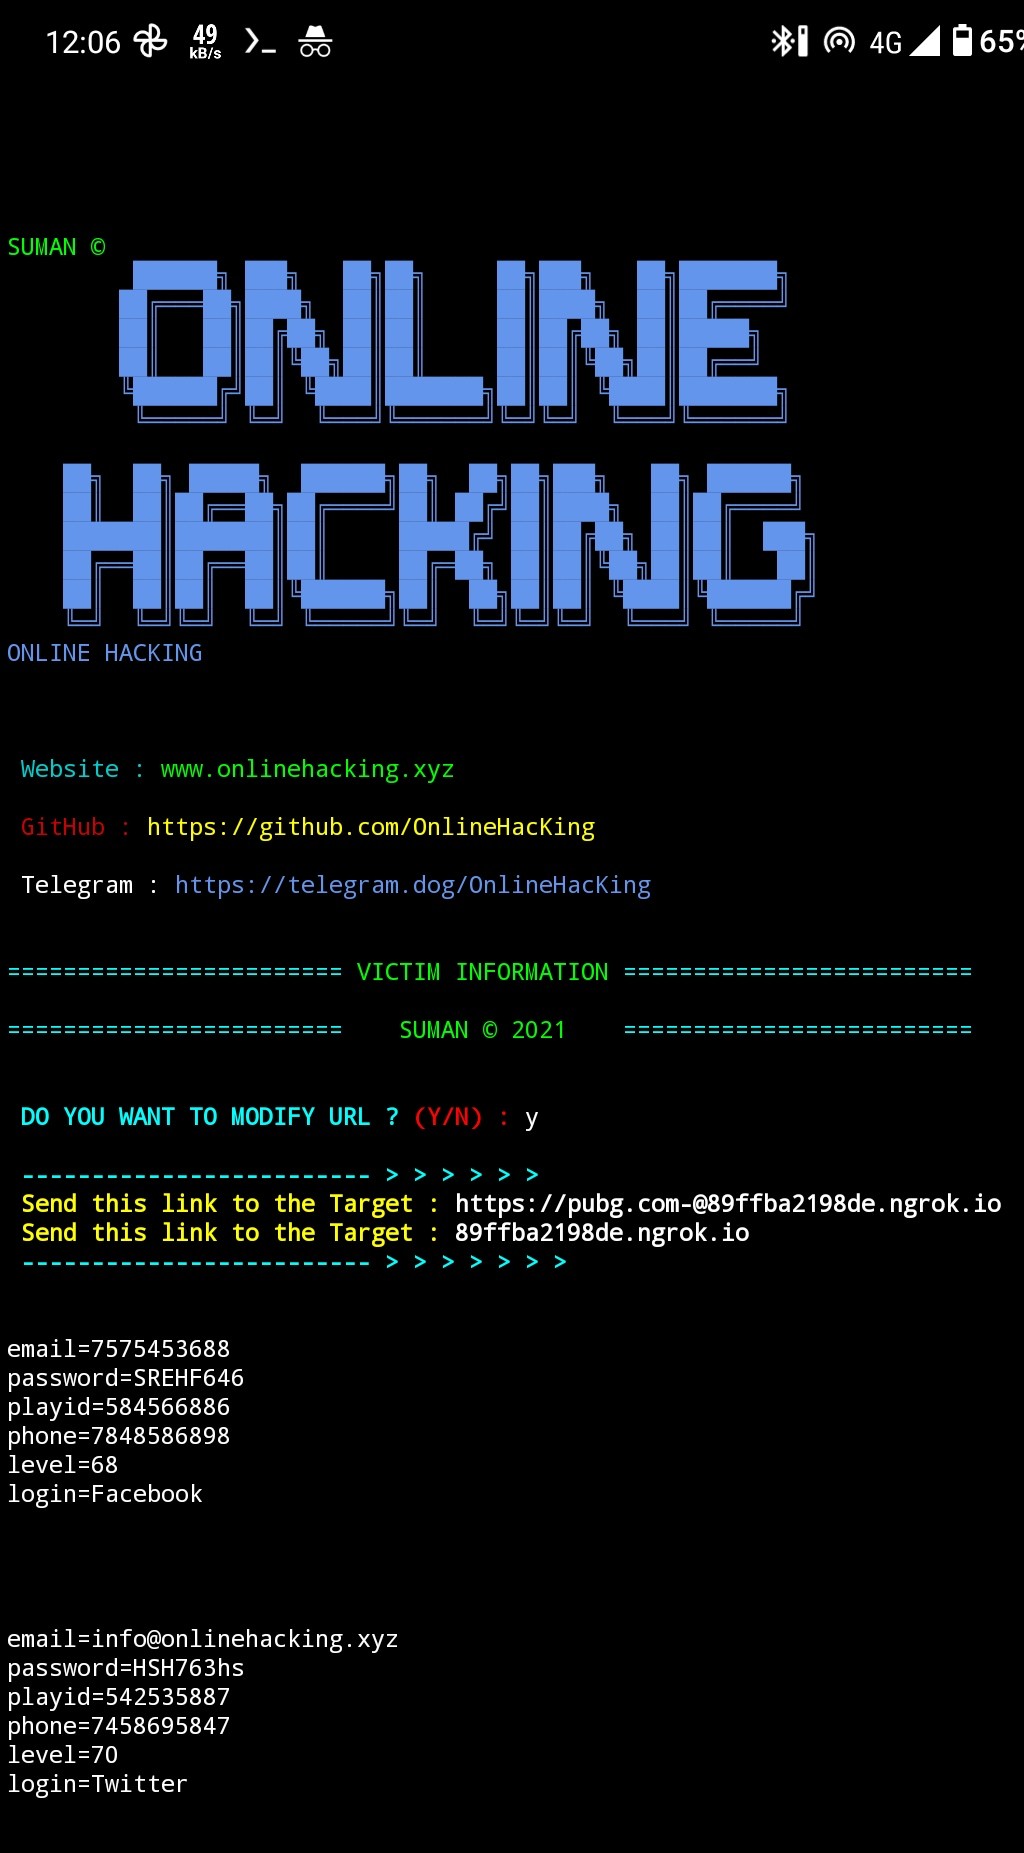 12:06 49 kB/s 4G 65%
SUMAN ©
ONLINE
HACKING
ONLINE HACKING
Website : www.onlinehacking.xyz
GitHub : https://github.com/OnlineHacKing
Telegram : https://telegram.dog/OnlineHacKing
======================== VICTIM INFORMATION =========================
======================== SUMAN © 2021 =========================
DO YOU WANT TO MODIFY URL ? (Y/N) : y
------------------------- > > > > > >
Send this link to the Target : https://pubg.com-@89ffba2198de.ngrok.io
Send this link to the Target : 89ffba2198de.ngrok.io
------------------------- > > > > > > >
email=7575453688
password=SREHF646
playid=584566886
phone=7848586898
level=68
login=Facebook
email=info@onlinehacking.xyz
password=HSH763hs
playid=542535887
phone=7458695847
level=70
login=Twitter